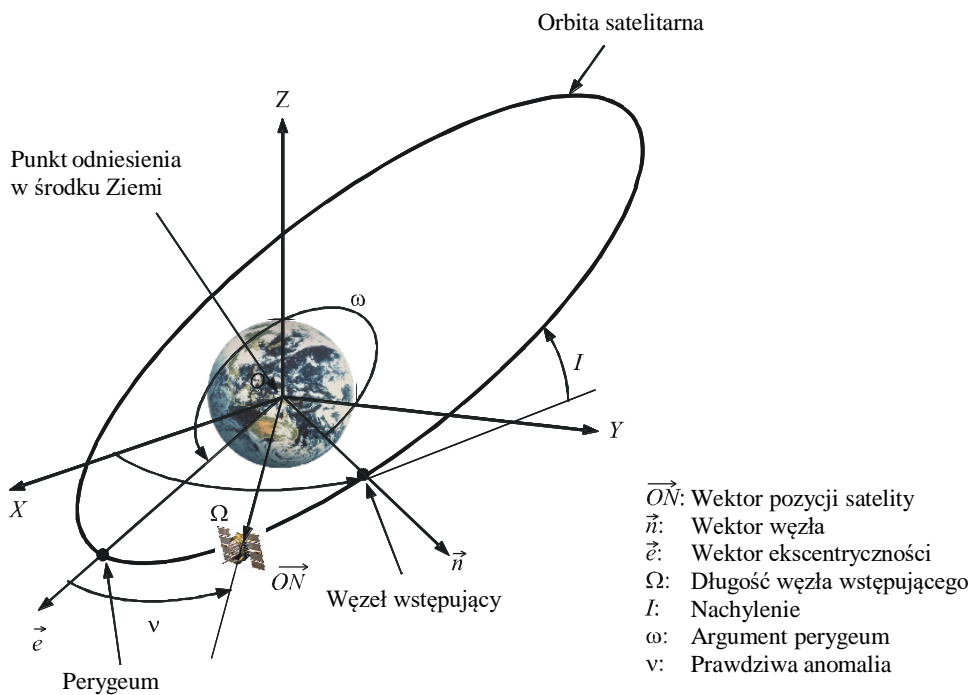 Orbita satelitarna
Z
Punkt odniesienia
w środku Ziemi
ω
O
I
Y
X
Ω
ON
n
Węzeł wstępujący
e
ν
Perygeum
ON: Wektor pozycji satelity
n: Wektor węzła
e: Wektor ekscentryczności
Ω: Długość węzła wstępującego
I: Nachylenie
ω: Argument perygeum
ν: Prawdziwa anomalia